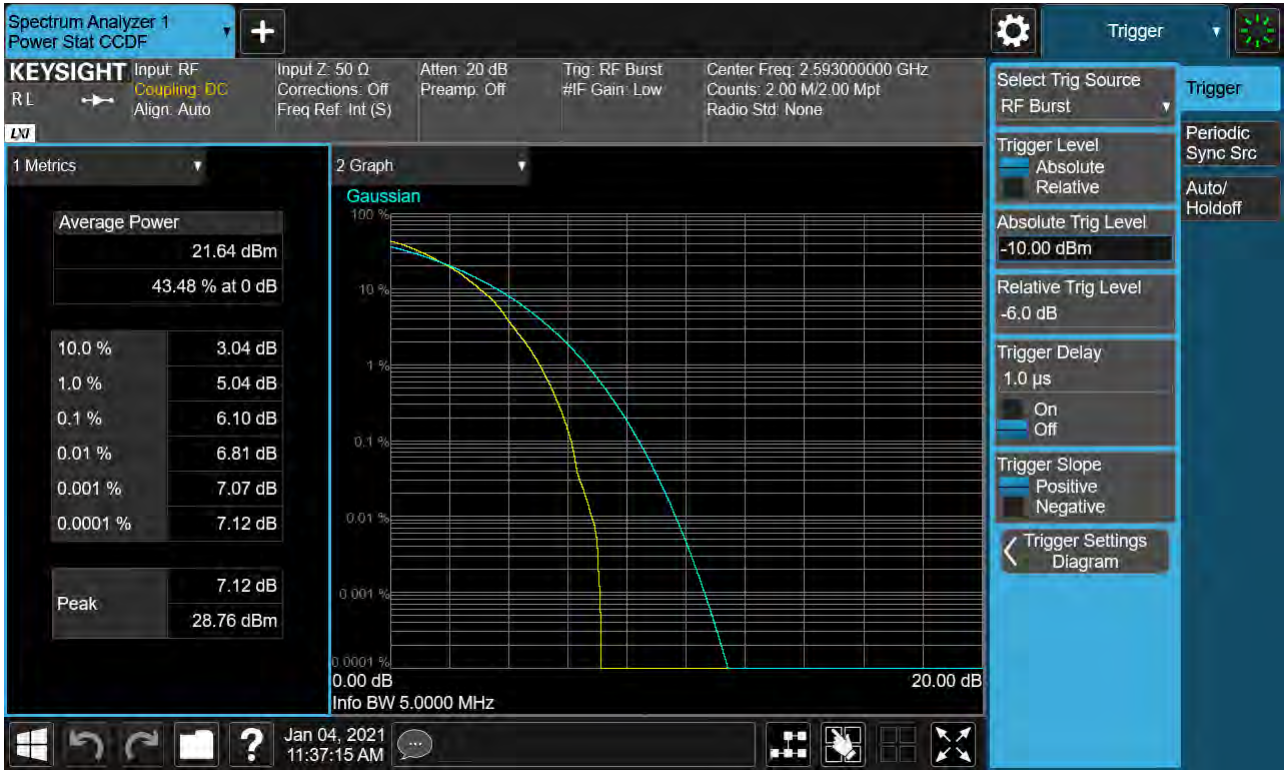 Spectrum Analyzer 1
Power Stat CCDF
+
Trigger
KEYSIGHT
R L
LXI
Input: RF
Coupling: DC
Align: Auto
Input Z: 50 Ω
Corrections: Off
Freq Ref: Int (S)
Atten: 20 dB
Preamp: Off
Trig: RF Burst
#IF Gain: Low
Center Freq: 2.593000000 GHz
Counts: 2.00 M/2.00 Mpt
Radio Std: None
1 Metrics
Average Power
21.64 dBm
43.48 % at 0 dB
10.0 % 3.04 dB
1.0 % 5.04 dB
0.1 % 6.10 dB
0.01 % 6.81 dB
0.001 % 7.07 dB
0.0001 % 7.12 dB
Peak
7.12 dB
28.76 dBm
2 Graph
Gaussian
100 %
10 %
1 %
0.1 %
0.01 %
0.001 %
0.0001 %
0.00 dB 20.00 dB
Info BW 5.0000 MHz
Select Trig Source
RF Burst
Trigger Level
Absolute
Relative
Absolute Trig Level
-10.00 dBm
Relative Trig Level
-6.0 dB
Trigger Delay
1.0 µs
On
Off
Trigger Slope
Positive
Negative
Trigger Settings
Diagram
Trigger
Periodic
Sync Src
Auto/
Holdoff
?
Jan 04, 2021
11:37:15 AM